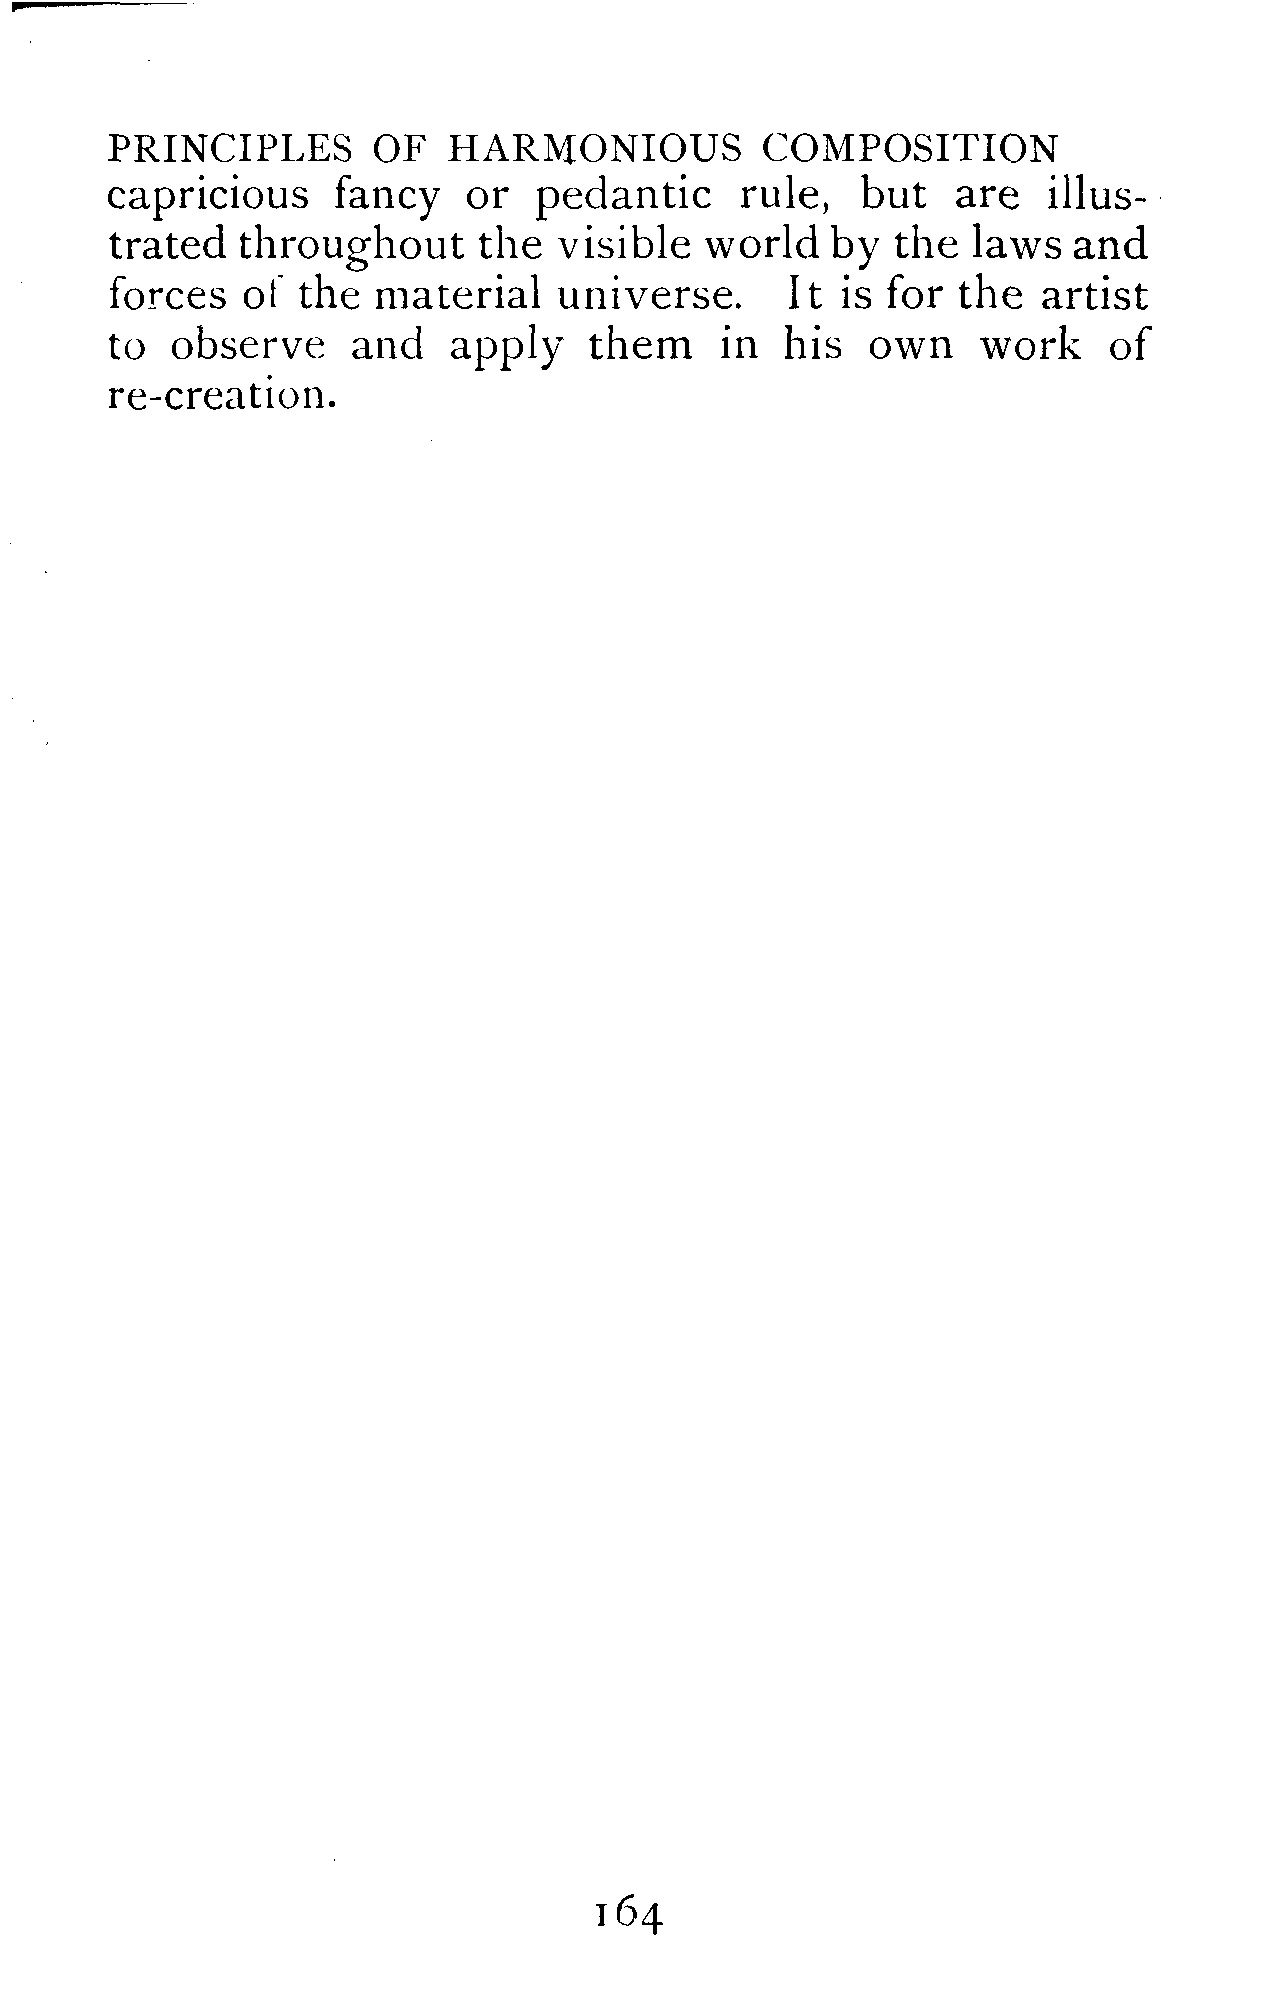 PRINCIPLES OF HARMONIOUS COMPOSITION
capricious fancy or pedantic rule, but are illus-
trated throughout the visible world by the laws and
forces of the material universe. It is for the artist
to observe and apply them in his own work of
re-creation.
164